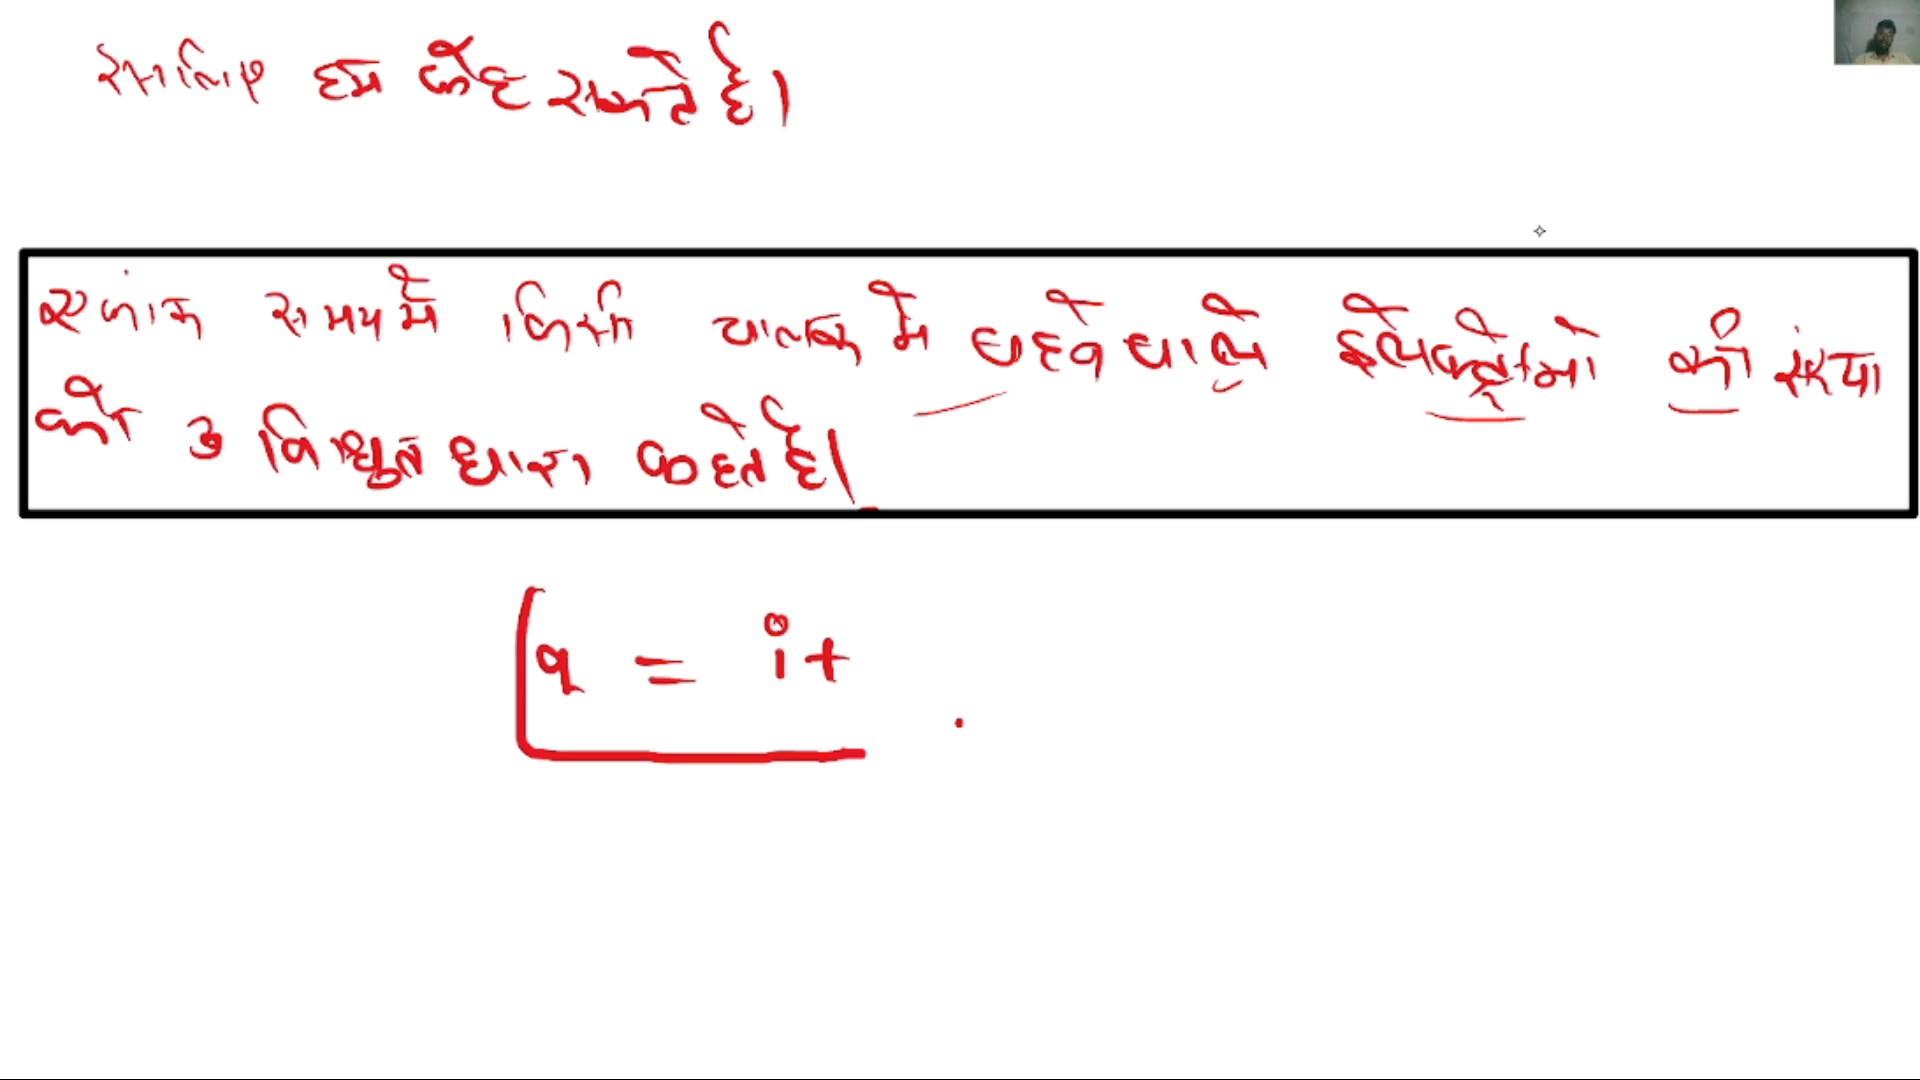 इसलिए हम कह सकते है।
एकांक समय में किसी चालक में बहने वाले इलेक्ट्रोनो की संख्या
को विधुत धारा कहते है।
q = it